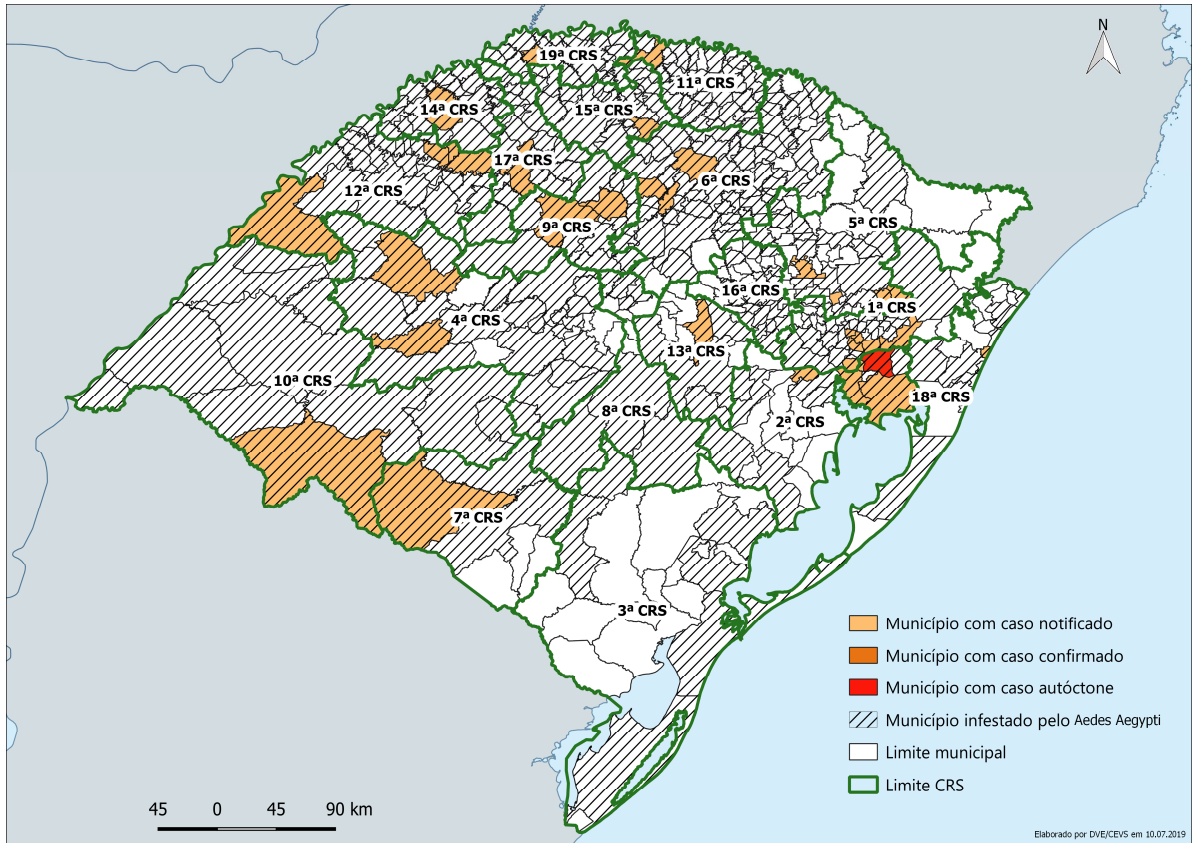 N
19ª CRS
11ª CRS
14ª CRS
15ª CRS
17ª CRS
6ª CRS
12ª CRS
5ª CRS
9ª CRS
16ª CRS
1ª CRS
4ª CRS
13ª CRS
10ª CRS
18ª CRS
8ª CRS
2ª CRS
7ª CRS
3ª CRS
Município com caso notificado
Município com caso confirmado
Município com caso autóctone
Município infestado pelo Aedes Aegypti
Limite municipal
Limite CRS
45 0 45 90 km
Elaborado por DVE/CEVS em 10.07.2019